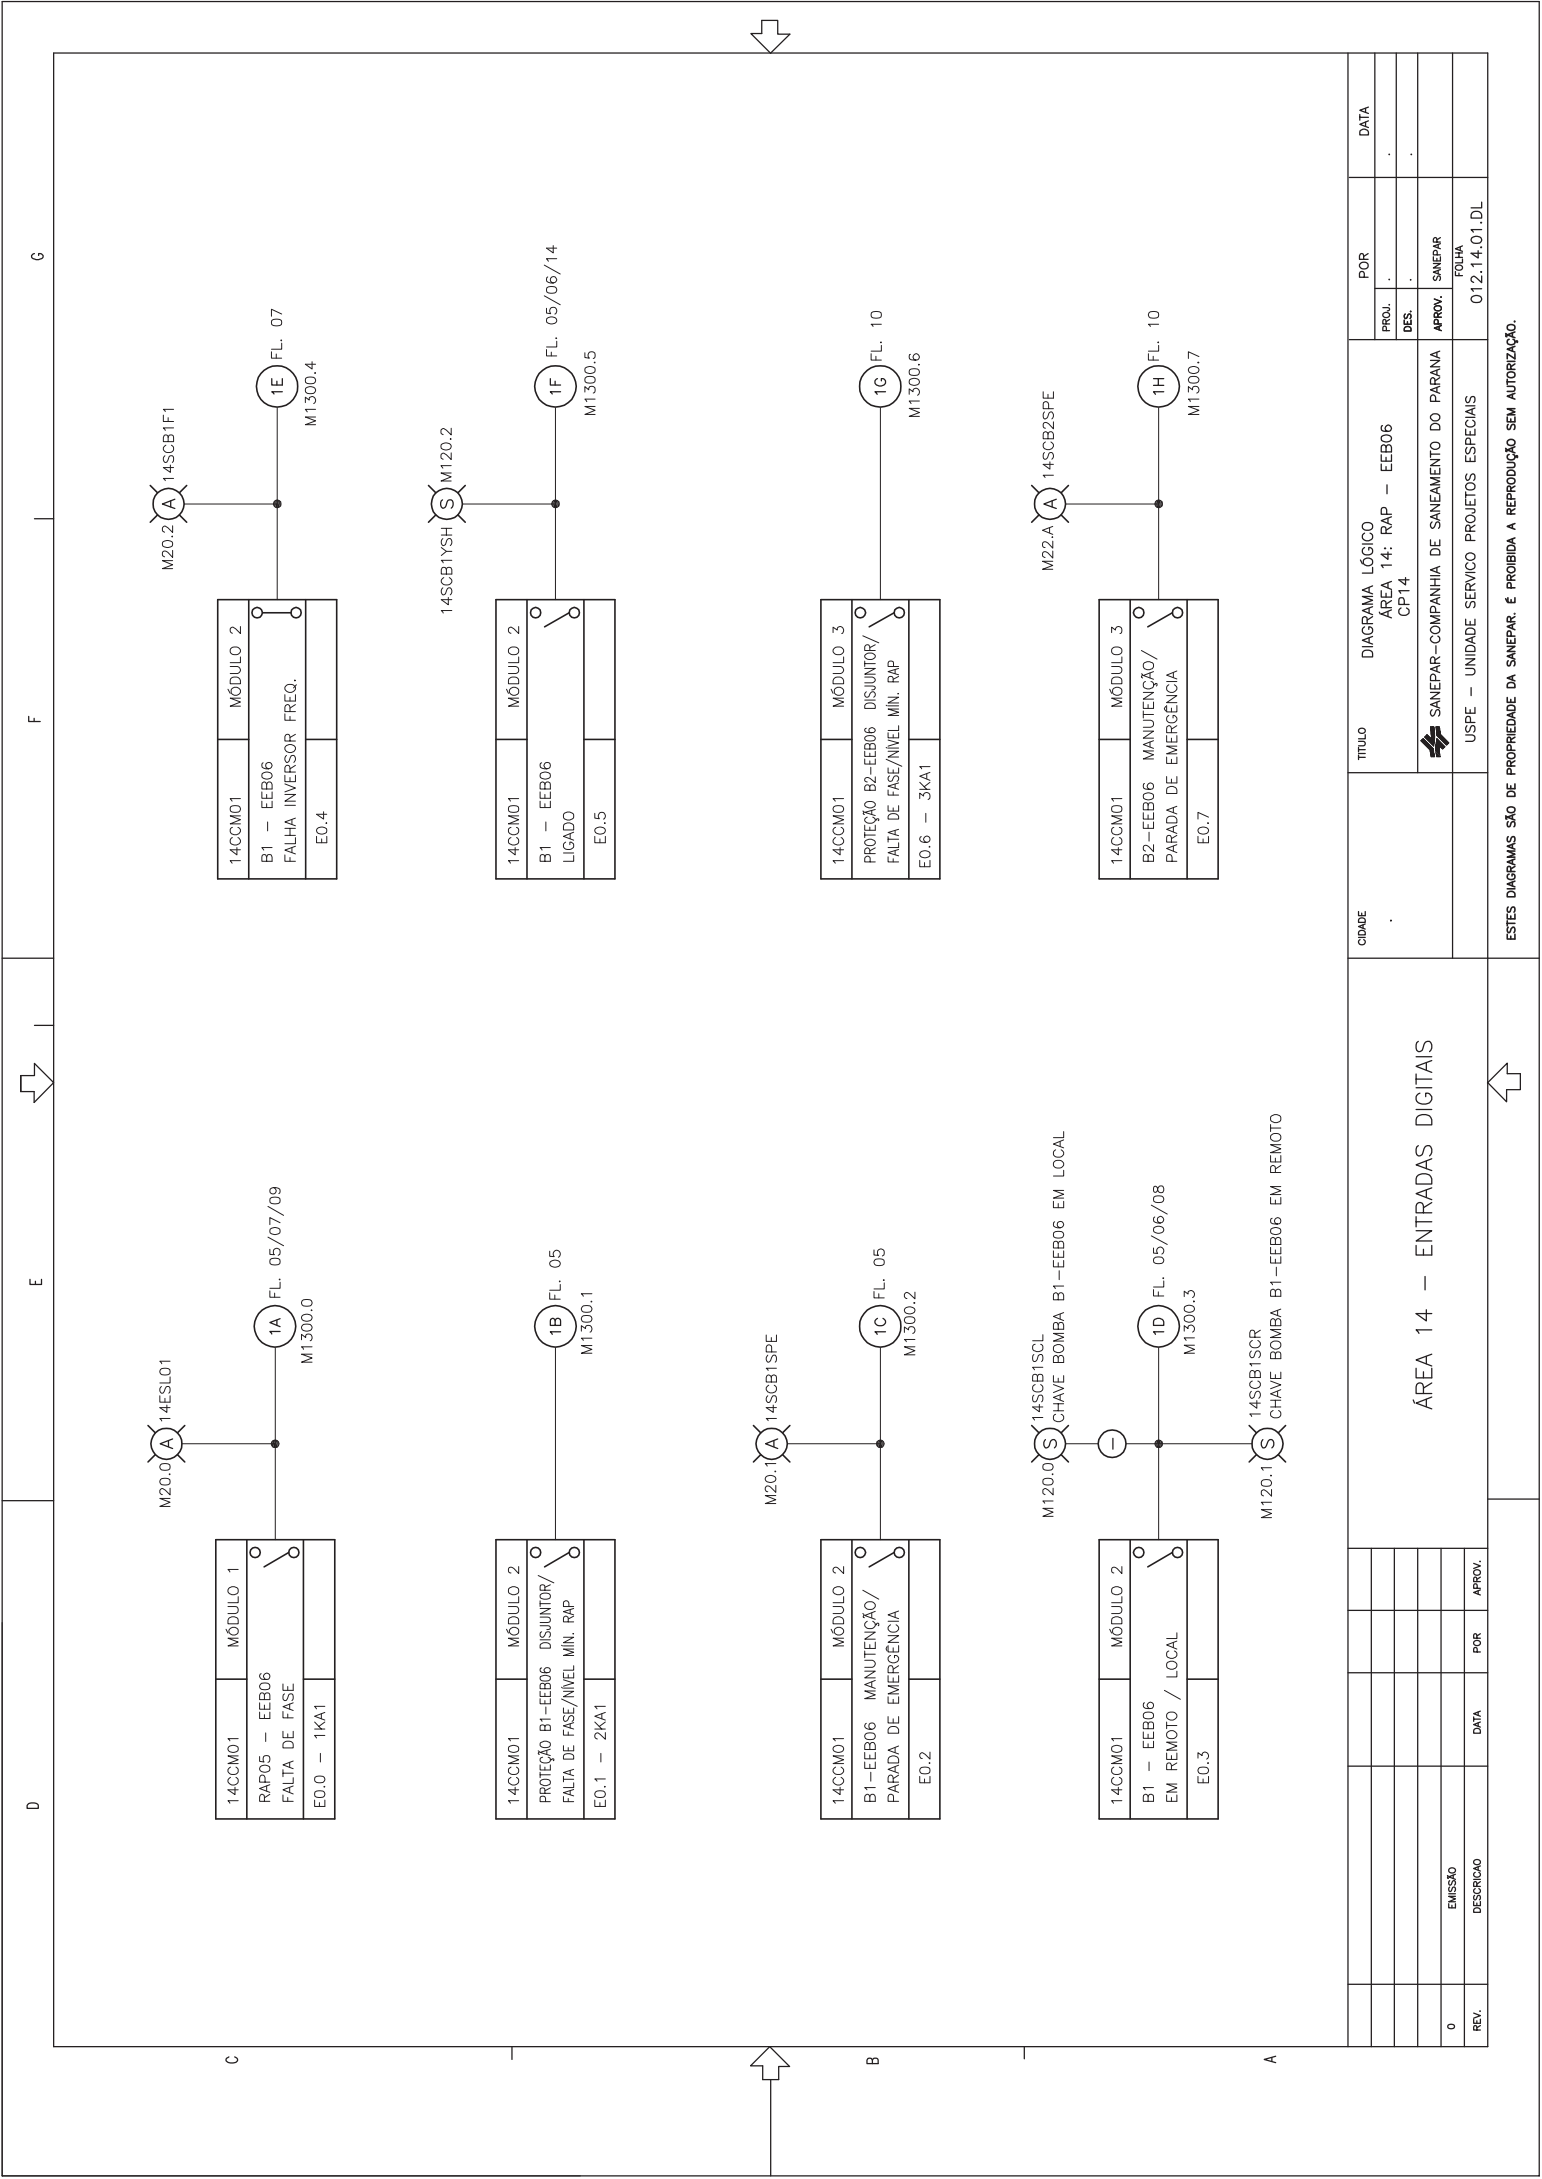 D
E
F
G
C
B
A
14CCM01 MÓDULO 1
RAP05 – EEB06
FALTA DE FASE
E0.0 – 1KA1
M20.0 A 14ESL01
1A FL. 05/07/09
M1300.0
14CCM01 MÓDULO 2
PROTEÇÃO B1–EEB06 DISJUNTOR/
FALTA DE FASE/NÍVEL MÍN. RAP
E0.1 – 2KA1
1B FL. 05
M1300.1
14CCM01 MÓDULO 2
B1–EEB06 MANUTENÇÃO/
PARADA DE EMERGÊNCIA
E0.2
M20.1 A 14SCB1SPE
1C FL. 05
M1300.2
14CCM01 MÓDULO 2
B1 – EEB06
EM REMOTO / LOCAL
E0.3
14SCB1SCL
M120.0 S CHAVE BOMBA B1–EEB06 EM LOCAL
1D FL. 05/06/08
M1300.3
14SCB1SCR
M120.1 S CHAVE BOMBA B1–EEB06 EM REMOTO
14CCM01 MÓDULO 2
B1 – EEB06
FALHA INVERSOR FREQ.
E0.4
M20.2 A 14SCB1F1
1E FL. 07
M1300.4
14CCM01 MÓDULO 2
B1 – EEB06
LIGADO
E0.5
14SCB1YSH S M120.2
1F FL. 05/06/14
M1300.5
14CCM01 MÓDULO 3
PROTEÇÃO B2–EEB06 DISJUNTOR/
FALTA DE FASE/NÍVEL MÍN. RAP
E0.6 – 3KA1
1G FL. 10
M1300.6
14CCM01 MÓDULO 3
B2–EEB06 MANUTENÇÃO/
PARADA DE EMERGÊNCIA
E0.7
M22.A A 14SCB2SPE
1H FL. 10
M1300.7
0 EMISSÃO
REV. DESCRICAO DATA POR APROV.
ÁREA 14 – ENTRADAS DIGITAIS
CIDADE
.
TITULO
DIAGRAMA LÓGICO
ÁREA 14: RAP – EEB06
CP14
SANEPAR–COMPANHIA DE SANEAMENTO DO PARANA
USPE – UNIDADE SERVICO PROJETOS ESPECIAIS
POR DATA
PROJ. . .
DES. . .
APROV. SANEPAR
FOLHA
012.14.01.DL
ESTES DIAGRAMAS SÃO DE PROPRIEDADE DA SANEPAR. É PROIBIDA A REPRODUÇÃO SEM AUTORIZAÇÃO.